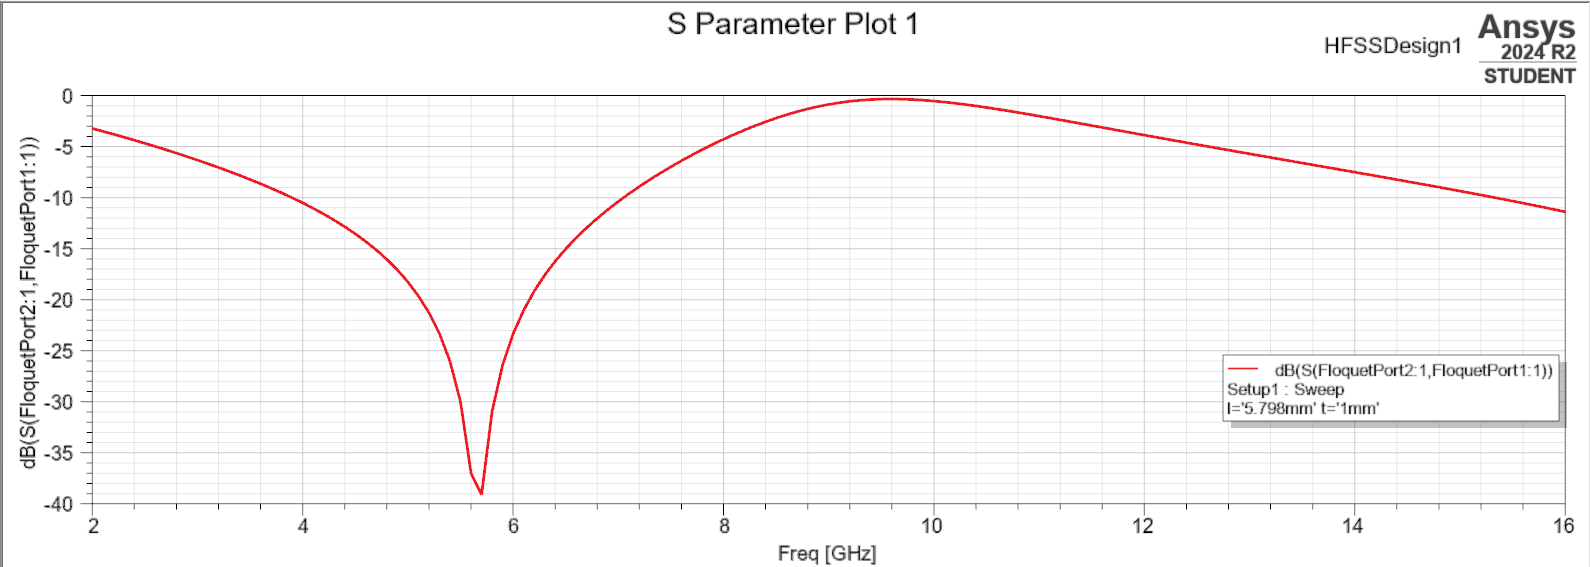 S Parameter Plot 1
HFSSDesign1
Ansys
2024 R2
STUDENT
dB(S(FloquetPort2:1,FloquetPort1:1))
0
-5
-10
-15
-20
-25
-30
-35
-40
dB(S(FloquetPort2:1,FloquetPort1:1))
Setup1 : Sweep
l='5.798mm' t='1mm'
2
4
6
8
10
12
14
16
Freq [GHz]